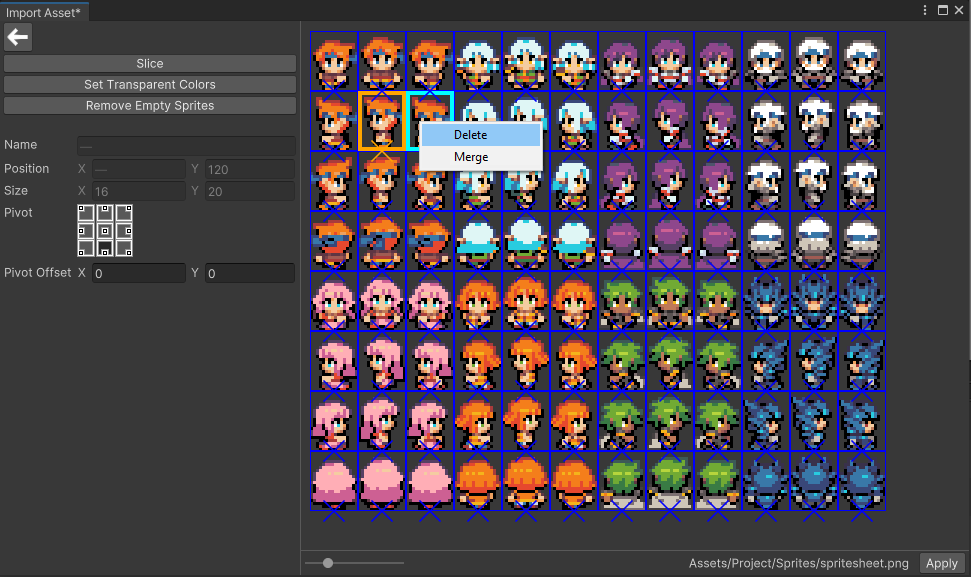 Import Asset*
Slice
Set Transparent Colors
Remove Empty Sprites
Name —
Position X — Y 120
Size X 16 Y 20
Pivot
Pivot Offset X 0 Y 0
Delete
Merge
Assets/Project/Sprites/spritesheet.png Apply